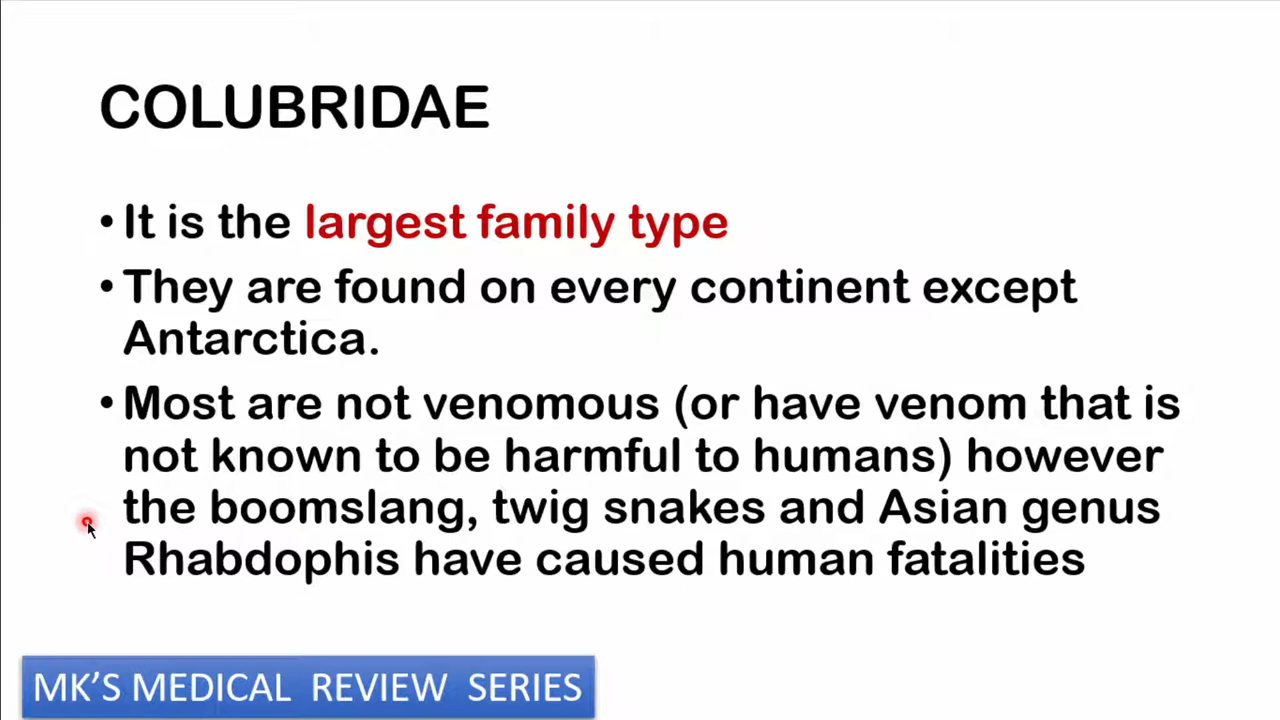 COLUBRIDAE
• It is the largest family type
• They are found on every continent except
Antarctica.
• Most are not venomous (or have venom that is
not known to be harmful to humans) however
the boomslang, twig snakes and Asian genus
Rhabdophis have caused human fatalities
MK'S MEDICAL REVIEW SERIES